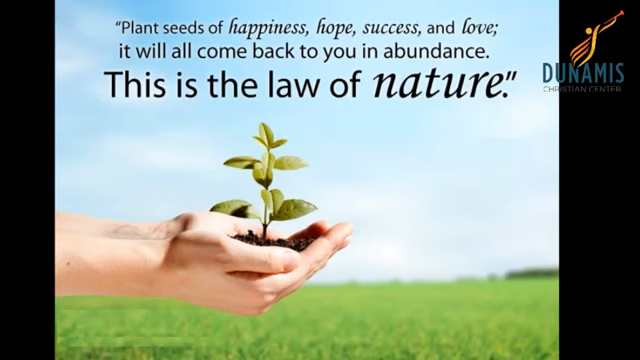 “Plant seeds of happiness, hope, success, and love;
it will all come back to you in abundance.
This is the law of nature.”
DUNAMIS
CHRISTIAN CENTER